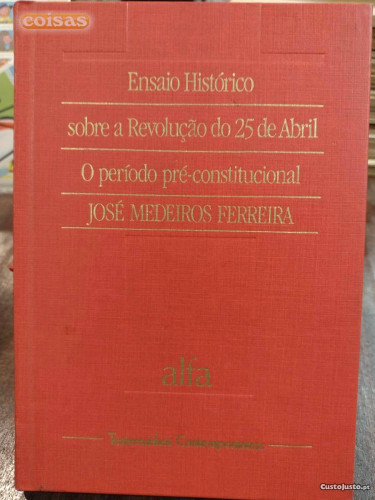 coisas
Ensaio Histórico
sobre a Revolução do 25 de Abril
O período pré-constitucional
JOSÉ MEDEIROS FERREIRA
alfa
CustoJusto.pt